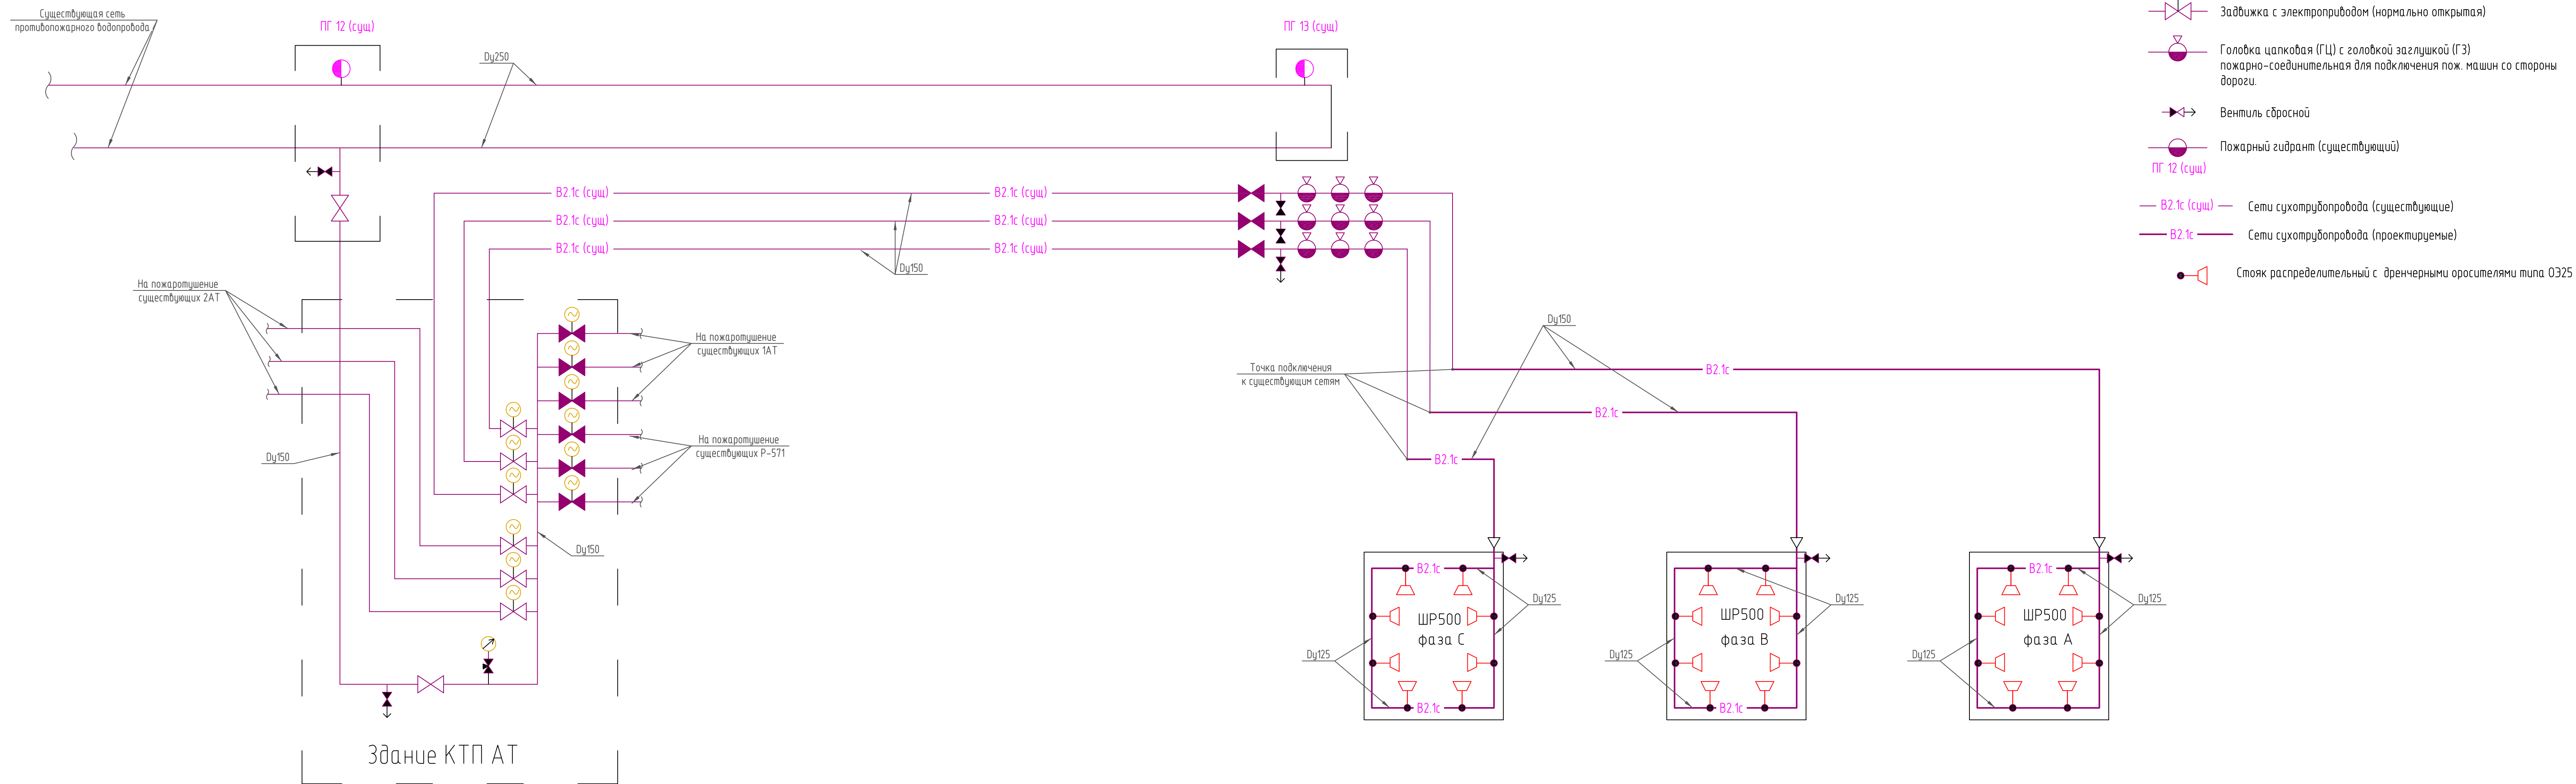 Существующая сеть
противопожарного водопровода
ПГ 12 (сущ)
Dy250
ПГ 13 (сущ)
В2.1с (сущ)
В2.1с (сущ)
В2.1с (сущ)
В2.1с (сущ)
В2.1с (сущ)
В2.1с (сущ)
Dy150
На пожаротушение
существующих 2АТ
На пожаротушение
существующих 1АТ
На пожаротушение
существующих Р-571
Dy150
Dy150
Здание КТП АТ
Dy150
Точка подключения
к существующим сетям
В2.1с
В2.1с
В2.1с
В2.1с
Dy125
ШР500
фаза С
Dy125
В2.1с
Dy125
ШР500
фаза В
Dy125
В2.1с
В2.1с
Dy125
ШР500
фаза А
Dy125
Задвижка с электроприводом (нормально открытая)
Головка цапковая (ГЦ) с головкой заглушкой (ГЗ)
пожарно-соединительная для подключения пож. машин со стороны
дороги.
Вентиль сбросной
Пожарный гидрант (существующий)
ПГ 12 (сущ)
В2.1с (сущ)
Сети сухотрубопровода (существующие)
В2.1с
Сети сухотрубопровода (проектируемые)
Стояк распределительный с дренчерными оросителями типа ОЭ25